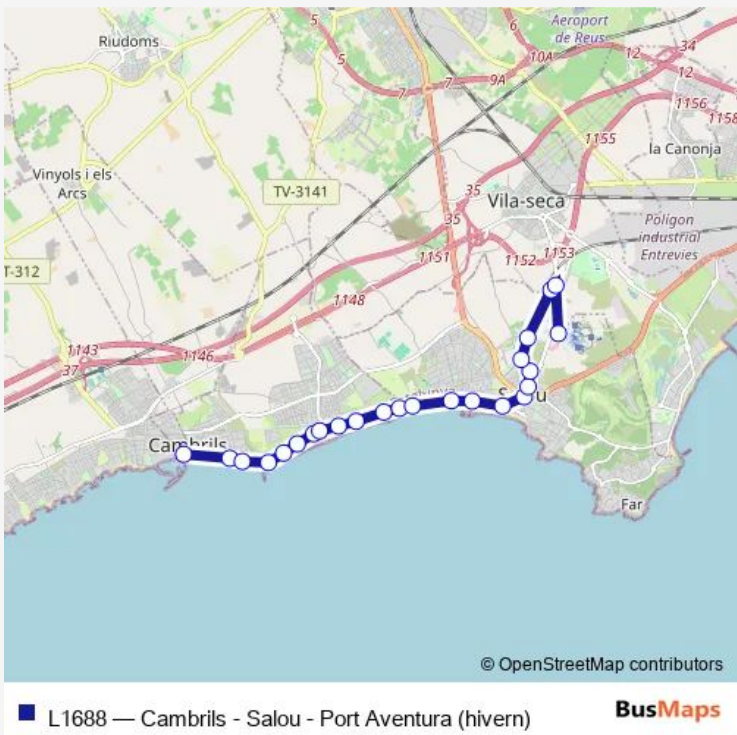 Aeroport
de Reus
Riudoms
5
6
34
5
10A
12
7
7
9A
12
1156
1158
1155
la Canonja
Vinyols i els
Arcs
TV-3141
35
Vila-seca
35
Polígon
industrial
Entrevies
T-312
1151
1152
1153
1148
1143
1146
37
Cambrils
Far
© OpenStreetMap contributors
L1688 — Cambrils - Salou - Port Aventura (hivern)
BusMaps